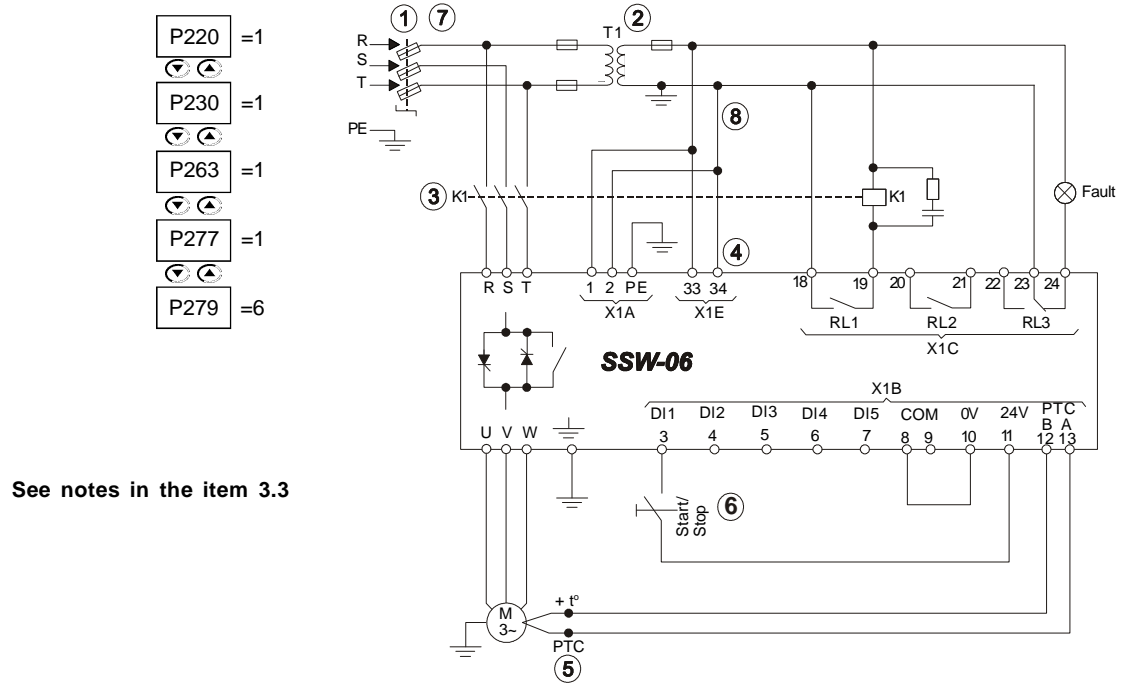 P220 =1
P230 =1
P263 =1
P277 =1
P279 =6
See notes in the item 3.3
1 7 2
T1
R
S
T
PE
8
3 K1
K1
Fault
4
R S T 1 2 PE 33 34 18 19 20 21 22 23 24
X1A X1E RL1 RL2 RL3
X1C
SSW-06
X1B
DI1 DI2 DI3 DI4 DI5 COM 0V 24V PTC
B A
U V W 3 4 5 6 7 8 9 10 11 12 13
Start/
Stop
6
M
3~
+ tº
PTC
5